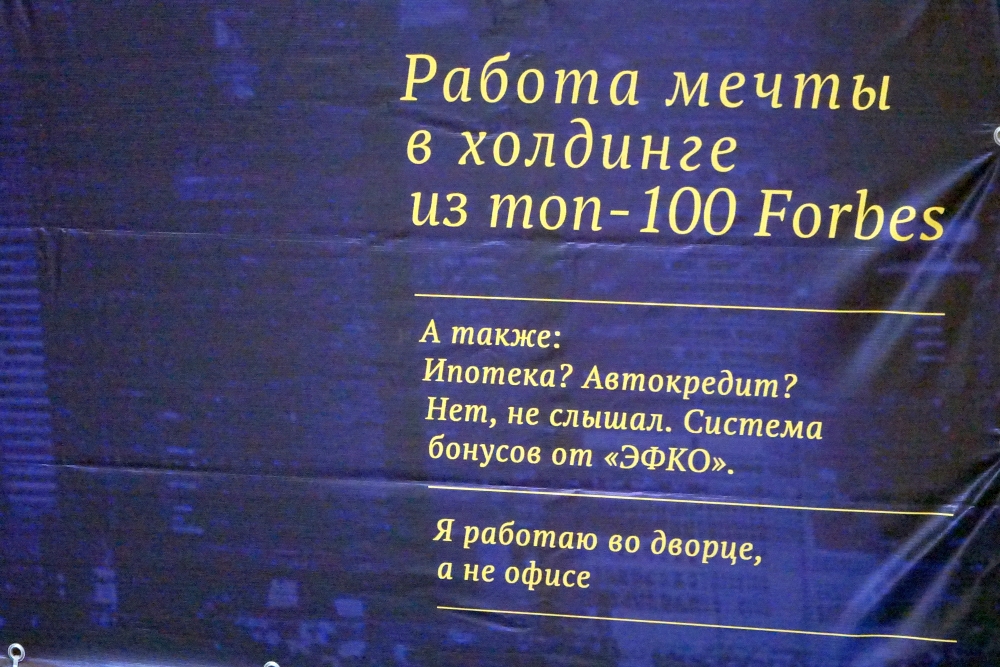 Работа мечты
в холдинге
из топ-100 Forbes
А также:
Ипотека? Автокредит?
Нет, не слышал. Система
бонусов от «ЭФКО».
Я работаю во дворце,
а не офисе